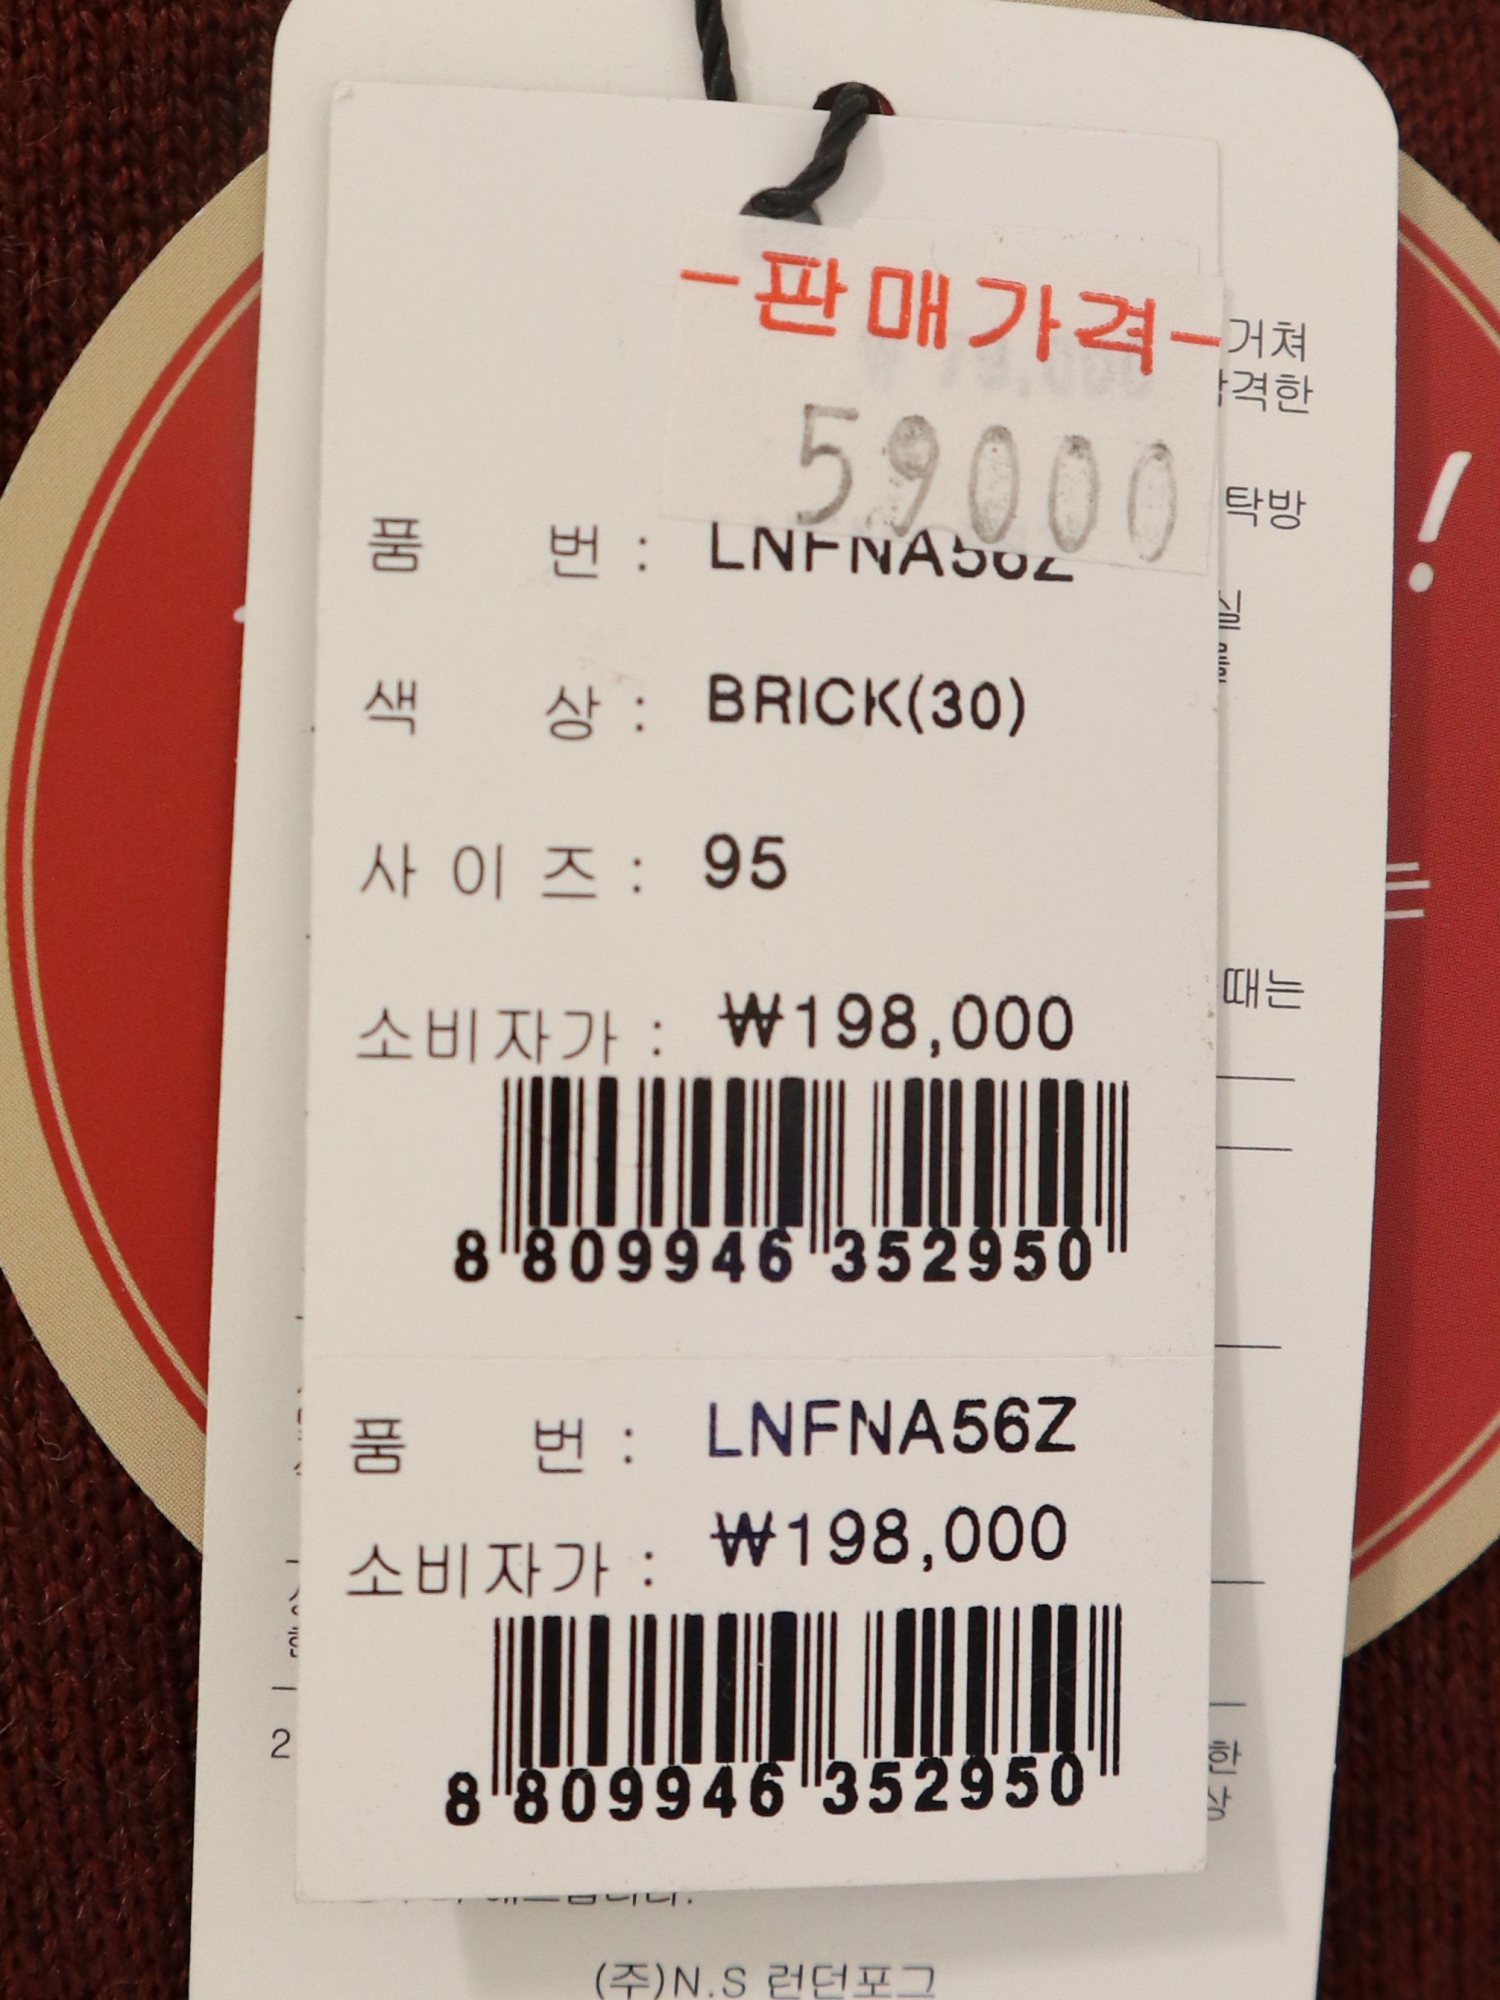 -판매가격-
59000
품 번 : LNFNA56Z
색 상 : BRICK(30)
사이즈 : 95
소비자가 : ₩198,000
8 809946 352950
품 번 : LNFNA56Z
소비자가 : ₩198,000
8 809946 352950
거쳐
격한
탁방
실
때는
!
2
한
상
(주)N.S 런던포그